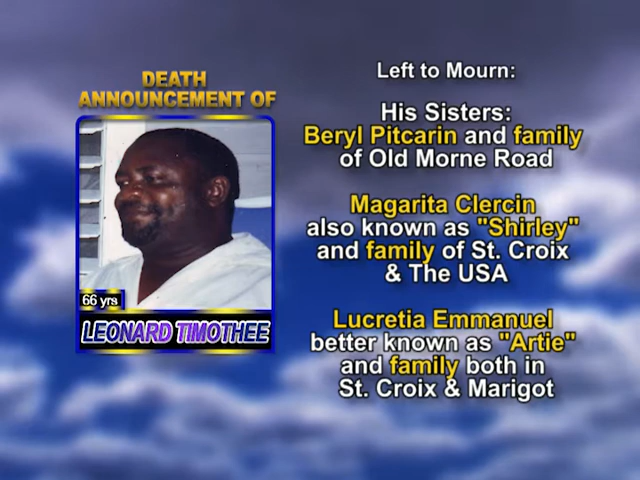 DEATH
ANNOUNCEMENT OF
66 yrs
LEONARD TIMOTHEE
Left to Mourn:
His Sisters:
Beryl Pitcarin and family
of Old Morne Road
Magarita Clercin
also known as "Shirley"
and family of St. Croix
& The USA
Lucretia Emmanuel
better known as "Artie"
and family both in
St. Croix & Marigot